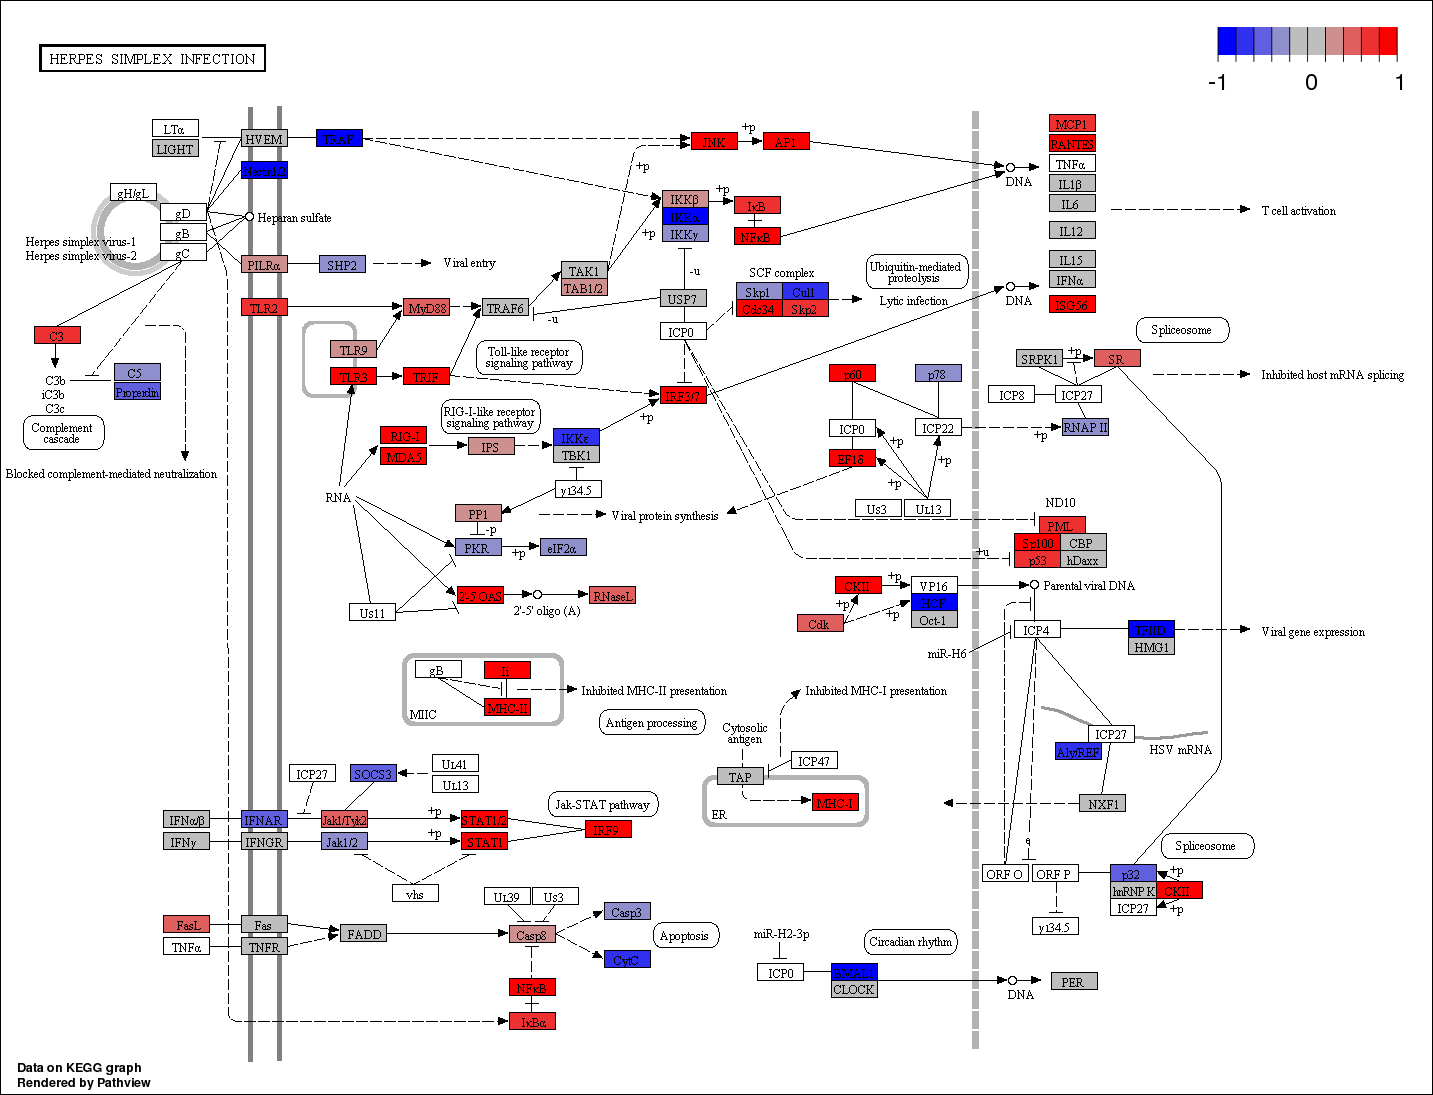 HERPES SIMPLEX INFECTION
-1 0 1
LTα
LIGHT
HVEM
TRAF
Nectin1/2
gH/gL
gD
gB
gC
Heparan sulfate
Herpes simplex virus-1
Herpes simplex virus-2
PILRα
SHP2
Viral entry
TLR2
MyD88
TRAF6
TAK1
TAB1/2
+p
+p
JNK
+p
AP1
IKKβ
IKKα
IKKγ
+p
IκB
NFκB
DNA
MCP1
RANTES
TNFα
IL1β
IL6
IL12
IL15
IFNα
ISG56
T cell activation
-u
USP7
-u
ICP0
SCF complex
Skp1
Cul1
Cdc34
Skp2
Ubiquitin-mediated
proteolysis
Lytic infection
DNA
C3
C3b
iC3b
C3c
C5
Properdin
Complement
cascade
Blocked complement-mediated neutralization
TLR9
TLR3
TRIF
Toll-like receptor
signaling pathway
IRF3/7
+p
RIG-I-like receptor
signaling pathway
RIG-I
MDA5
IPS
IKKε
TBK1
γ134.5
RNA
PP1
-p
PKR
+p
eIF2α
Viral protein synthesis
2'-5'OAS
2'-5' oligo (A)
RNaseL
Us11
p60
p78
ICP0
ICP22
EF1δ
+p
+p
+p
Us3
UL13
Spliceosome
SRPK1
+p
SR
ICP8
ICP27
Inhibited host mRNA splicing
+p
RNAP II
ND10
PML
Sp100
CBP
p53
hDaxx
+u
CKII
+p
VP16
ICP
Oct-1
+p
+p
Cdk
Parental viral DNA
ICP4
miR-H6
TFIID
HMG1
Viral gene expression
gB
Ii
MHC-II
MIIC
Inhibited MHC-II presentation
Antigen processing
Inhibited MHC-I presentation
Cytosolic
antigen
TAP
ICP47
MHC-I
ER
ICP27
Aly/REF
HSV mRNA
NXF1
ICP27
SOCS3
UL41
UL13
IFNα/β
IFNAR
Jak1/Tyk2
+p
STAT1/2
IFNγ
IFNGR
Jak1/2
+p
STAT1
IRF9
Jak-STAT pathway
vhs
Spliceosome
ORF O
ORF P
e
γ134.5
p32
hnRNP K
ICP27
+p
CKII
+p
FasL
Fas
TNFα
TNFR
FADD
UL39
Us3
Casp8
Casp3
CytC
Apoptosis
NFκB
IκBα
miR-H2-3p
ICP0
BMAL1
CLOCK
Circadian rhythm
DNA
PER
Data on KEGG graph
Rendered by Pathview